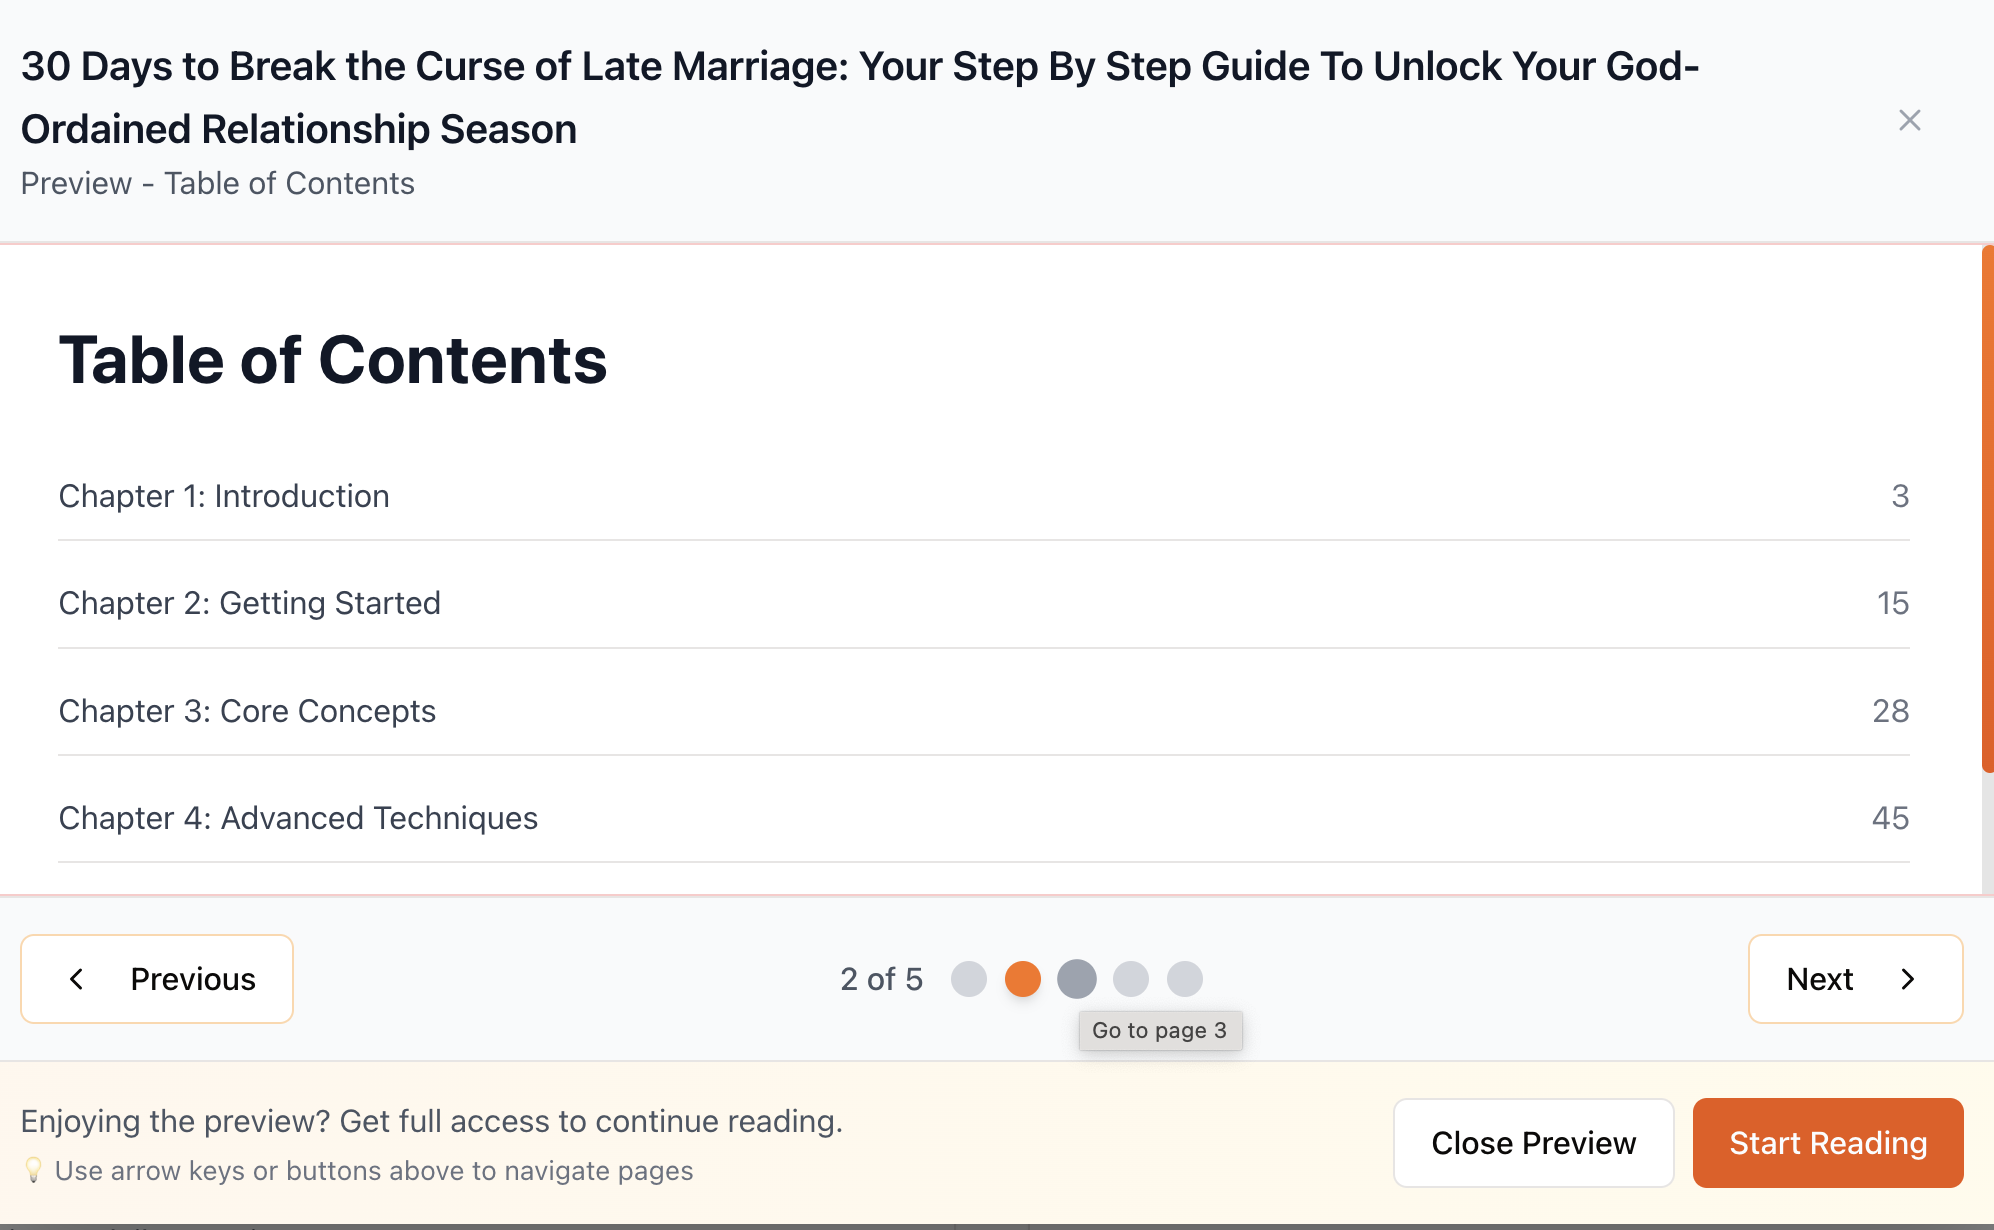 30 Days to Break the Curse of Late Marriage: Your Step By Step Guide To Unlock Your God-
Ordained Relationship Season
Preview - Table of Contents
Table of Contents
Chapter 1: Introduction 3
Chapter 2: Getting Started 15
Chapter 3: Core Concepts 28
Chapter 4: Advanced Techniques 45
Previous
2 of 5
Next
Go to page 3
Enjoying the preview? Get full access to continue reading.
💡 Use arrow keys or buttons above to navigate pages
Close Preview
Start Reading